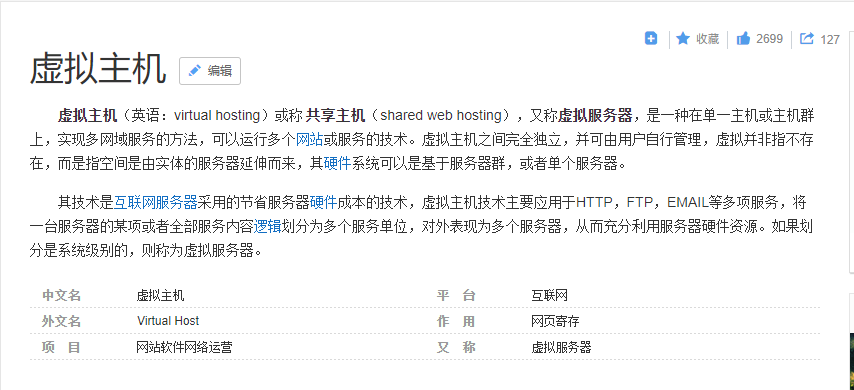 收藏 2699 127
虚拟主机 编辑
虚拟主机（英语：virtual hosting）或称 共享主机（shared web hosting），又称虚拟服务器，是一种在单一主机或主机群
上，实现多网域服务的方法，可以运行多个网站或服务的技术。虚拟主机之间完全独立，并可由用户自行管理，虚拟并非指不存
在，而是指空间是由实体的服务器延伸而来，其硬件系统可以是基于服务器群，或者单个服务器。
其技术是互联网服务器采用的节省服务器硬件成本的技术，虚拟主机技术主要应用于HTTP，FTP，EMAIL等多项服务，将
一台服务器的某项或者全部服务内容逻辑划分为多个服务单位，对外表现为多个服务器，从而充分利用服务器硬件资源。如果划
分是系统级别的，则称为虚拟服务器。
中文名 虚拟主机 平 台 互联网
外文名 Virtual Host 作 用 网页寄存
项 目 网站软件网络运营 又 称 虚拟服务器